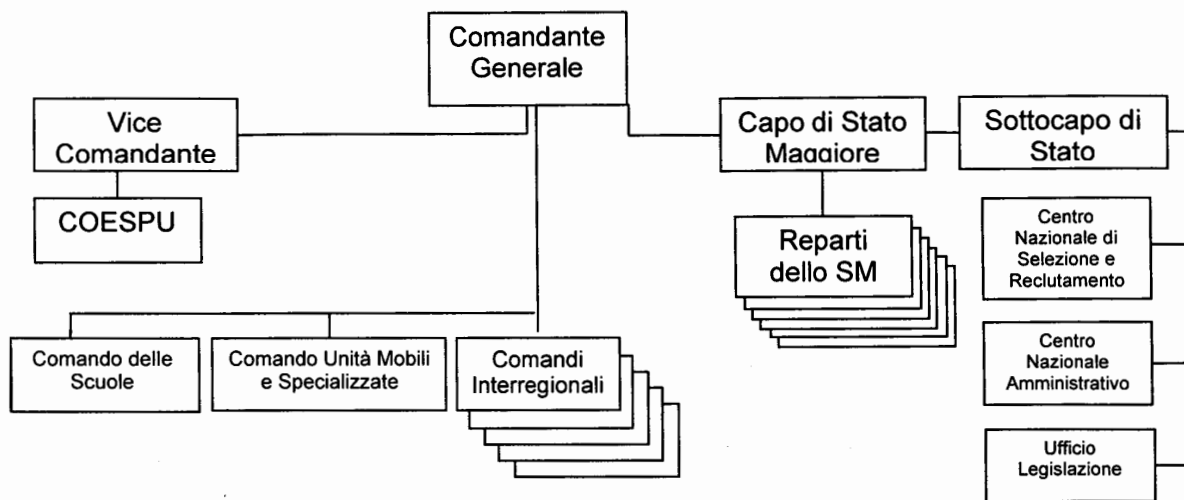 Comandante
Generale
Vice
Comandante
Capo di Stato
Maggiore
Sottocapo di
Stato
COESPU
Reparti
dello SM
Centro
Nazionale di
Selezione e
Reclutamento
Comando delle
Scuole
Comando Unità Mobili
e Specializzate
Comandi
Interregionali
Centro
Nazionale
Amministrativo
Ufficio
Legislazione